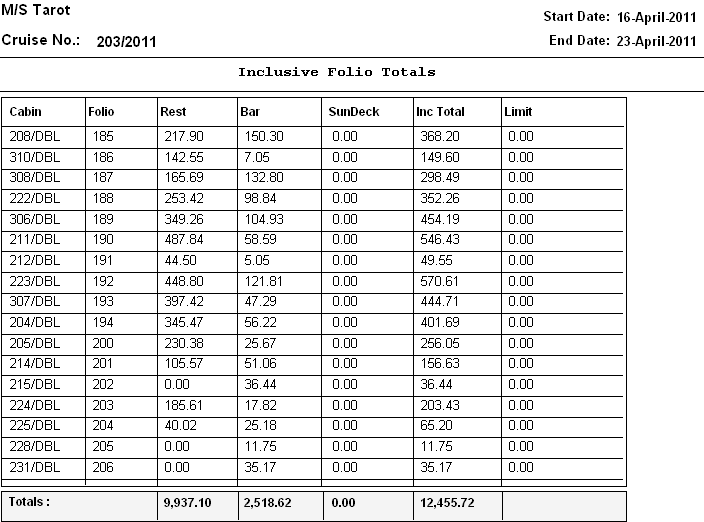 M/S Tarot
Start Date: 16-April-2011
Cruise No.: 203/2011
End Date: 23-April-2011
Inclusive Folio Totals
Cabin Folio Rest Bar SunDeck Inc Total Limit
208/DBL 185 217.90 150.30 0.00 368.20 0.00
310/DBL 186 142.55 7.05 0.00 149.60 0.00
308/DBL 187 165.69 132.80 0.00 298.49 0.00
222/DBL 188 253.42 98.84 0.00 352.26 0.00
306/DBL 189 349.26 104.93 0.00 454.19 0.00
211/DBL 190 487.84 58.59 0.00 546.43 0.00
212/DBL 191 44.50 5.05 0.00 49.55 0.00
223/DBL 192 448.80 121.81 0.00 570.61 0.00
307/DBL 193 397.42 47.29 0.00 444.71 0.00
204/DBL 194 345.47 56.22 0.00 401.69 0.00
205/DBL 200 230.38 25.67 0.00 256.05 0.00
214/DBL 201 105.57 51.06 0.00 156.63 0.00
215/DBL 202 0.00 36.44 0.00 36.44 0.00
224/DBL 203 185.61 17.82 0.00 203.43 0.00
225/DBL 204 40.02 25.18 0.00 65.20 0.00
228/DBL 205 0.00 11.75 0.00 11.75 0.00
231/DBL 206 0.00 35.17 0.00 35.17 0.00
Totals : 9,937.10 2,518.62 0.00 12,455.72